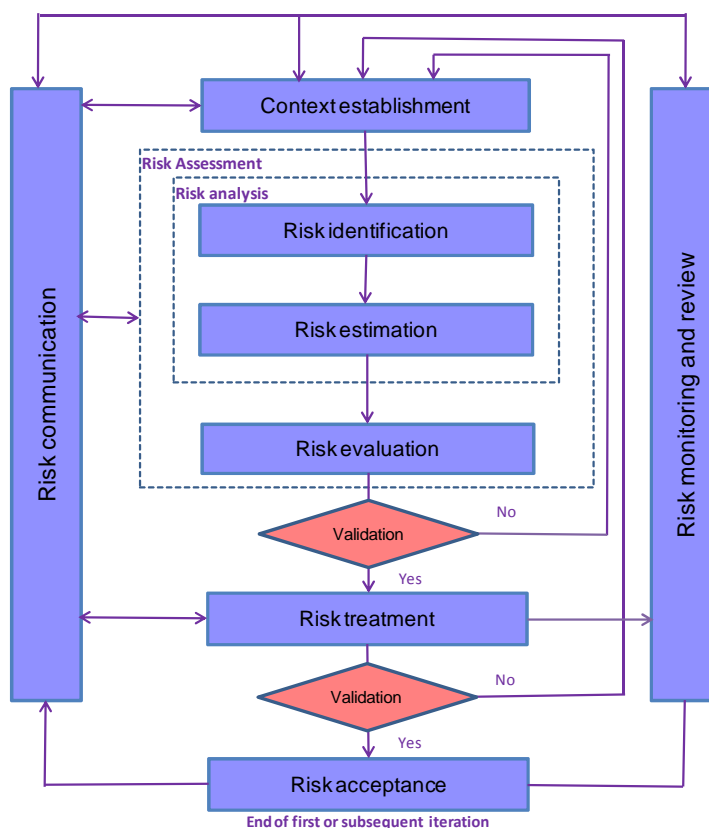 Context establishment
Risk Assessment
Risk analysis
Risk identification
Risk estimation
Risk evaluation
Validation
No
Yes
Risk treatment
Validation
No
Yes
Risk acceptance
End of first or subsequent iteration
Risk communication
Risk monitoring and review